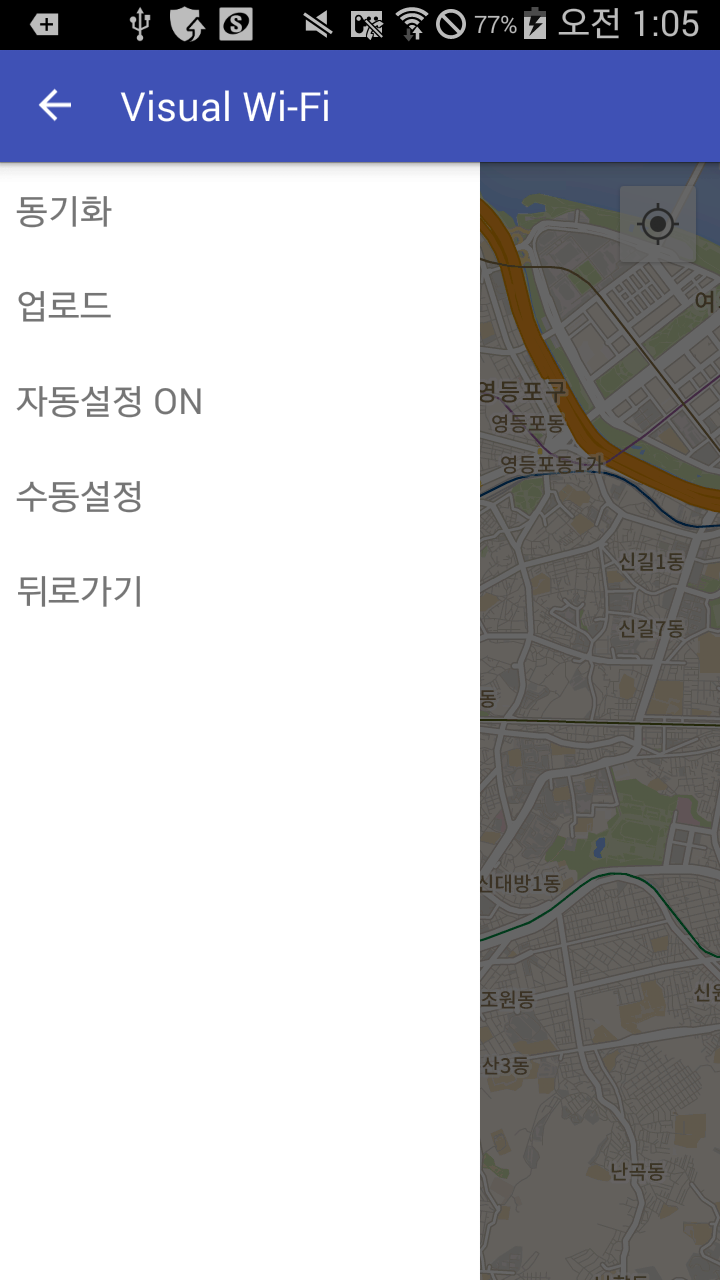 77% 오전 1:05
Visual Wi-Fi
동기화
업로드
자동설정 ON
수동설정
뒤로가기
영등포구
영등포동
영등포동1가
신길1동
신길7동
동
신대방1동
조원동
산3동
난곡동